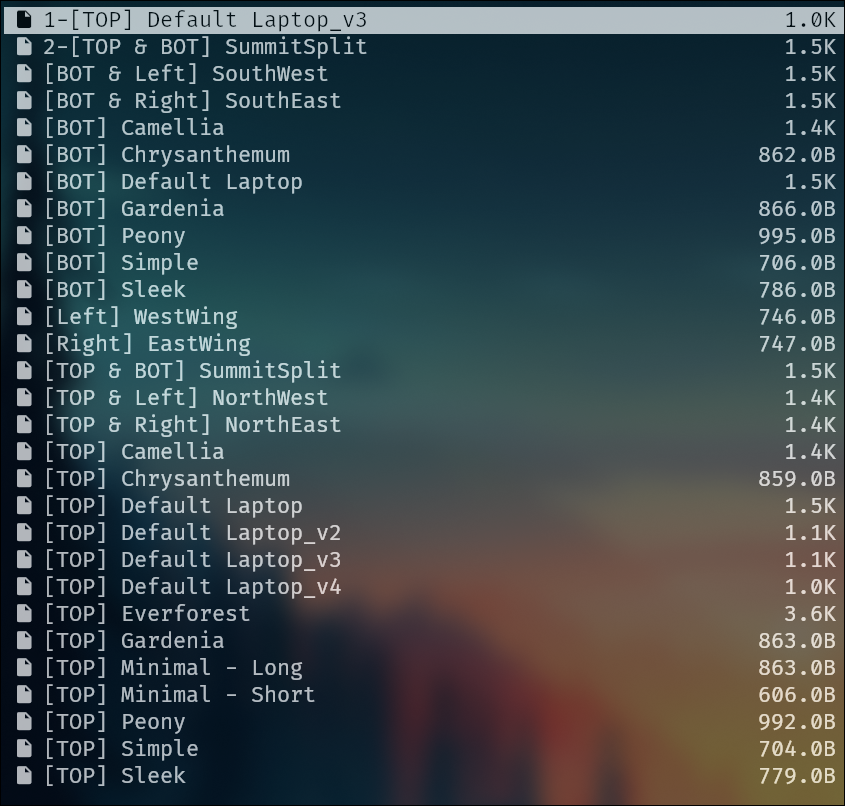 1-[TOP] Default Laptop_v3 1.0K
2-[TOP & BOT] SummitSplit 1.5K
[BOT & Left] SouthWest 1.5K
[BOT & Right] SouthEast 1.5K
[BOT] Camellia 1.4K
[BOT] Chrysanthemum 862.0B
[BOT] Default Laptop 1.5K
[BOT] Gardenia 866.0B
[BOT] Peony 995.0B
[BOT] Simple 706.0B
[BOT] Sleek 786.0B
[Left] WestWing 746.0B
[Right] EastWing 747.0B
[TOP & BOT] SummitSplit 1.5K
[TOP & Left] NorthWest 1.4K
[TOP & Right] NorthEast 1.4K
[TOP] Camellia 1.4K
[TOP] Chrysanthemum 859.0B
[TOP] Default Laptop 1.5K
[TOP] Default Laptop_v2 1.1K
[TOP] Default Laptop_v3 1.1K
[TOP] Default Laptop_v4 1.0K
[TOP] Everforest 3.6K
[TOP] Gardenia 863.0B
[TOP] Minimal - Long 863.0B
[TOP] Minimal - Short 606.0B
[TOP] Peony 992.0B
[TOP] Simple 704.0B
[TOP] Sleek 779.0B